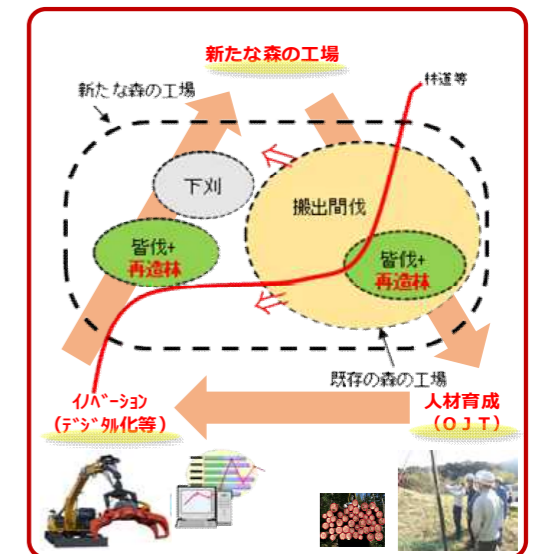 新たな森の工場
新たな森の工場
林道等
下刈
搬出間伐
皆伐+
再造林
皆伐+
再造林
既存の森の工場
ｲﾉﾍﾞｰｼｮﾝ
(ﾃﾞｼﾞﾀﾙ化等)
人材育成
(ＯＪＴ)